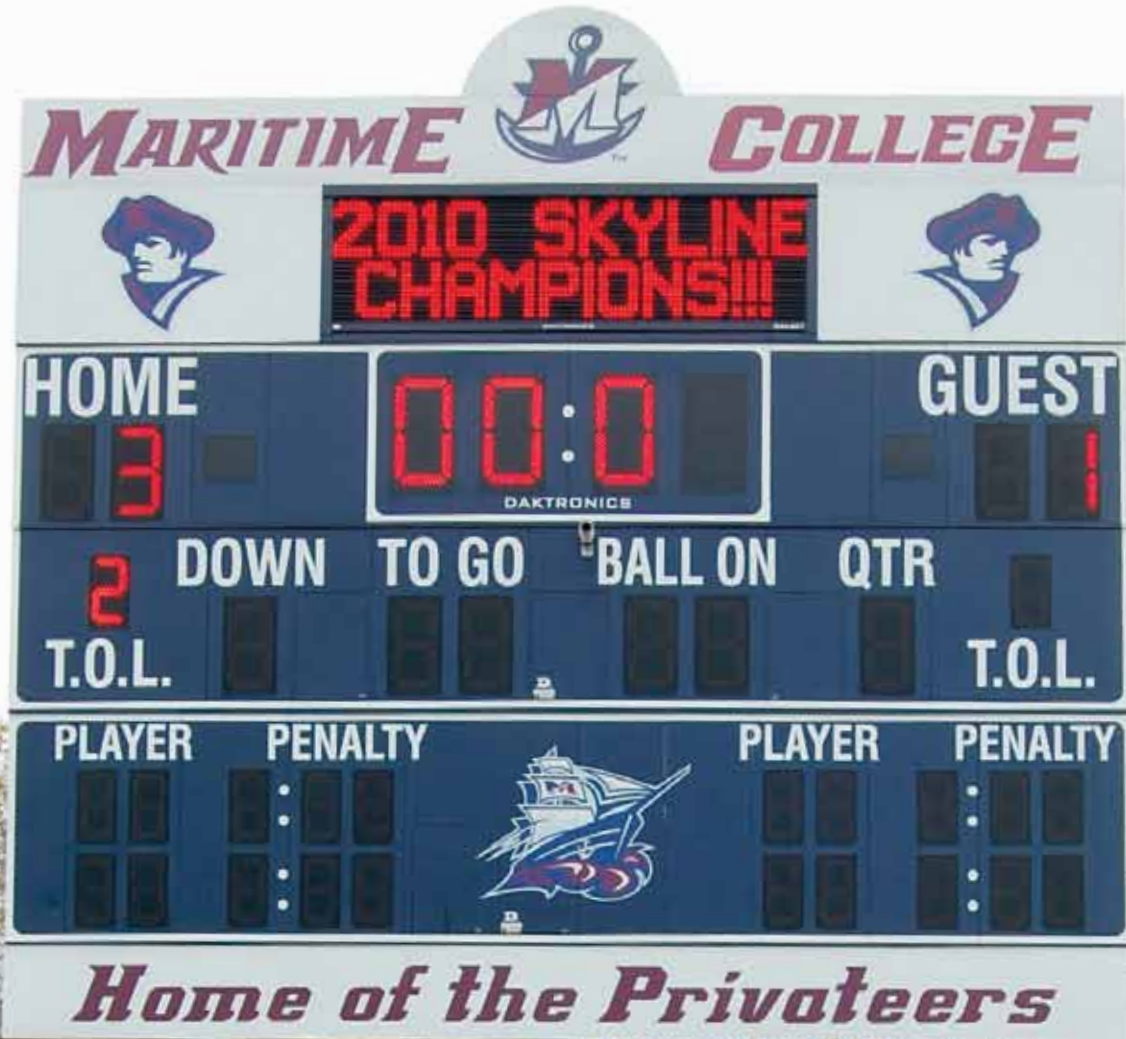 MARITIME COLLEGE
M
TM
2010 SKYLINE
CHAMPIONS!!!
HOME 00:0 GUEST
3 1
DAKTRONICS
2 DOWN TO GO BALL ON QTR
T.O.L. T.O.L.
PLAYER PENALTY PLAYER PENALTY
M
Home of the Privateers